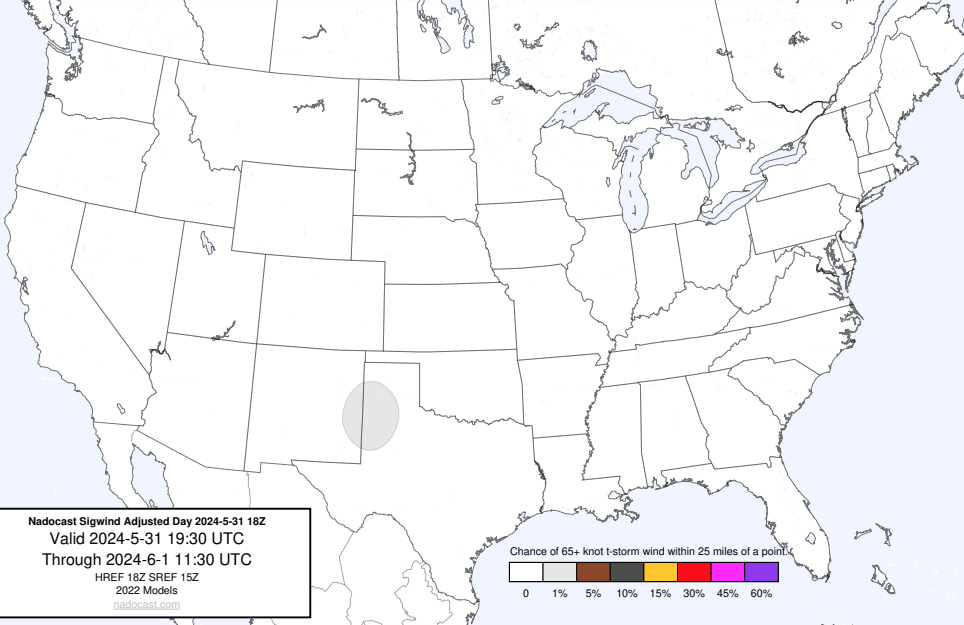 Nadocast Sigwind Adjusted Day 2024-5-31 18Z
Valid 2024-5-31 19:30 UTC
Through 2024-6-1 11:30 UTC
HREF 18Z SREF 15Z
2022 Models
nadocast.com
Chance of 65+ knot t-storm wind within 25 miles of a point.
0 1% 5% 10% 15% 30% 45% 60%